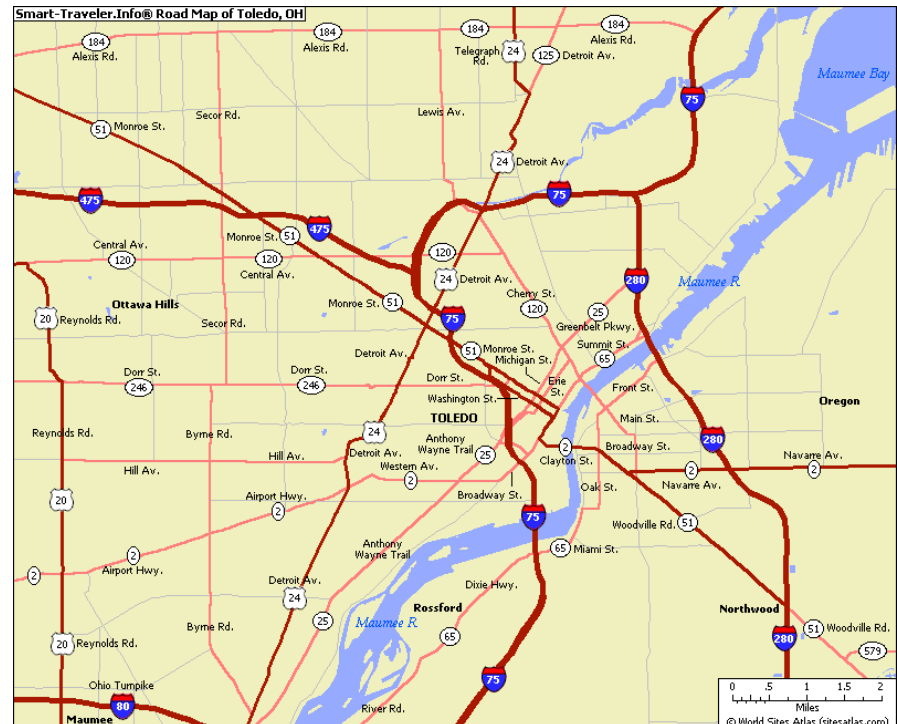 Smart-Traveler.Info® Road Map of Toledo, OH
184
Alexis Rd.
184
Alexis Rd.
184
184
Alexis Rd.
Telegraph
Rd.
24
125
Detroit Av.
Maumee Bay
75
51
Monroe St.
Secor Rd.
Lewis Av.
24
Detroit Av.
75
475
475
Monroe St.
51
Central Av.
120
120
Central Av.
120
24
Detroit Av.
280
Maumee R.
Ottawa Hills
Monroe St.
51
Cherry St.
120
25
Greenbelt Pkwy.
20
Reynolds Rd.
Secor Rd.
75
Summit St.
65
Detroit Av.
51
Monroe St.
Michigan St.
Dorr St.
246
Dorr St.
246
Dorr St.
Erie
St.
Front St.
Washington St.
TOLEDO
Main St.
Oregon
Reynolds Rd.
Byrne Rd.
24
Anthony
Wayne Trail
25
2
Broadway St.
280
Detroit Av.
Hill Av.
Hill Av.
Western Av.
2
Clayton St.
Navarre Av.
2
2
Navarre Av.
Broadway St.
Oak St.
20
Airport Hwy.
2
75
Woodville Rd.
51
Anthony
Wayne Trail
65
Miami St.
2
Airport Hwy.
2
Detroit Av.
24
Dixie Hwy.
Rossford
Northwood
25
Maumee R
65
51
Woodville Rd.
Byrne Rd.
20
Reynolds Rd.
280
579
75
Ohio Turnpike
80
Maumee
River Rd.
0 .5 1 1.5 2
Miles
© World Sites Atlas (sitesatlas.com)